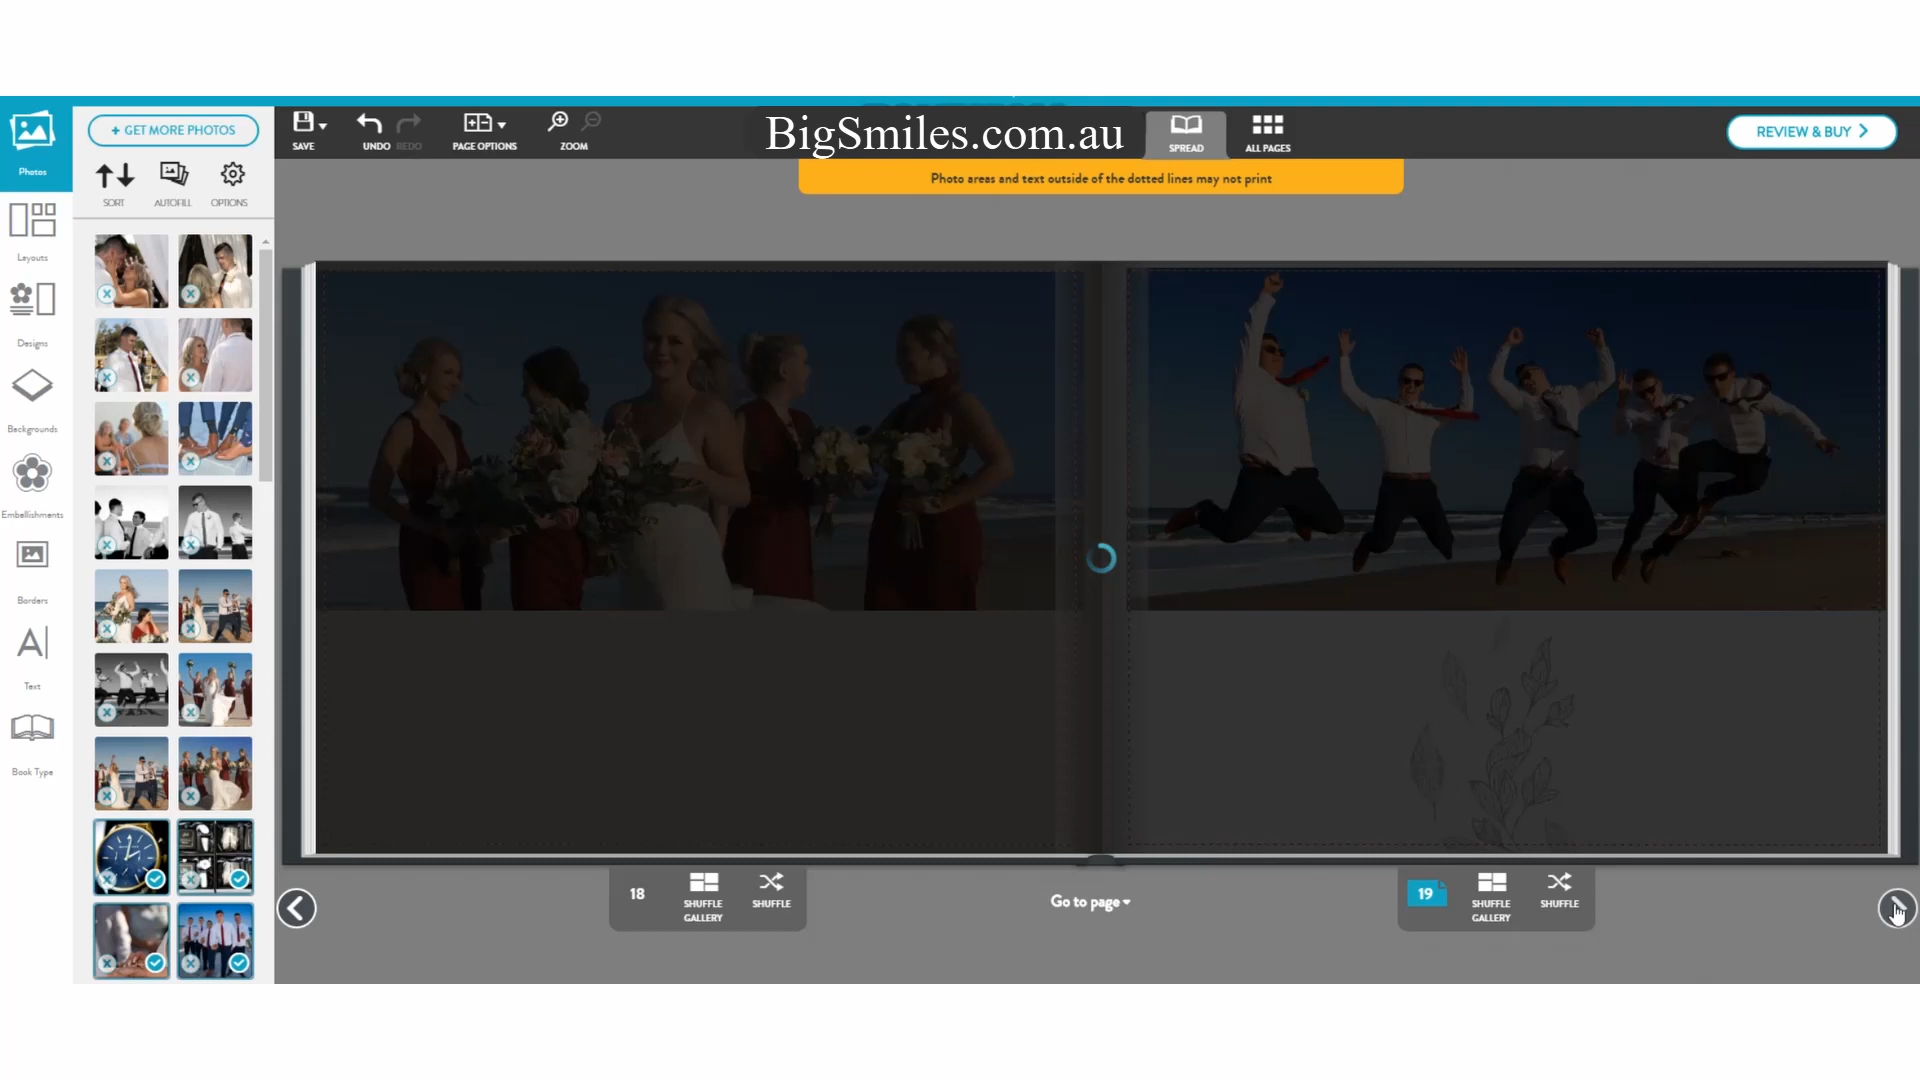 + GET MORE PHOTOS
SAVE
UNDO
REDO
PAGE OPTIONS
ZOOM
BigSmiles.com.au
SPREAD
ALL PAGES
REVIEW & BUY
Photos
SORT
AUTOFILL
OPTIONS
Photo areas and text outside of the dotted lines may not print
Layouts
Designs
Backgrounds
Embellishments
Borders
Text
Book Type
18
SHUFFLE
GALLERY
SHUFFLE
Go to page
19
SHUFFLE
GALLERY
SHUFFLE